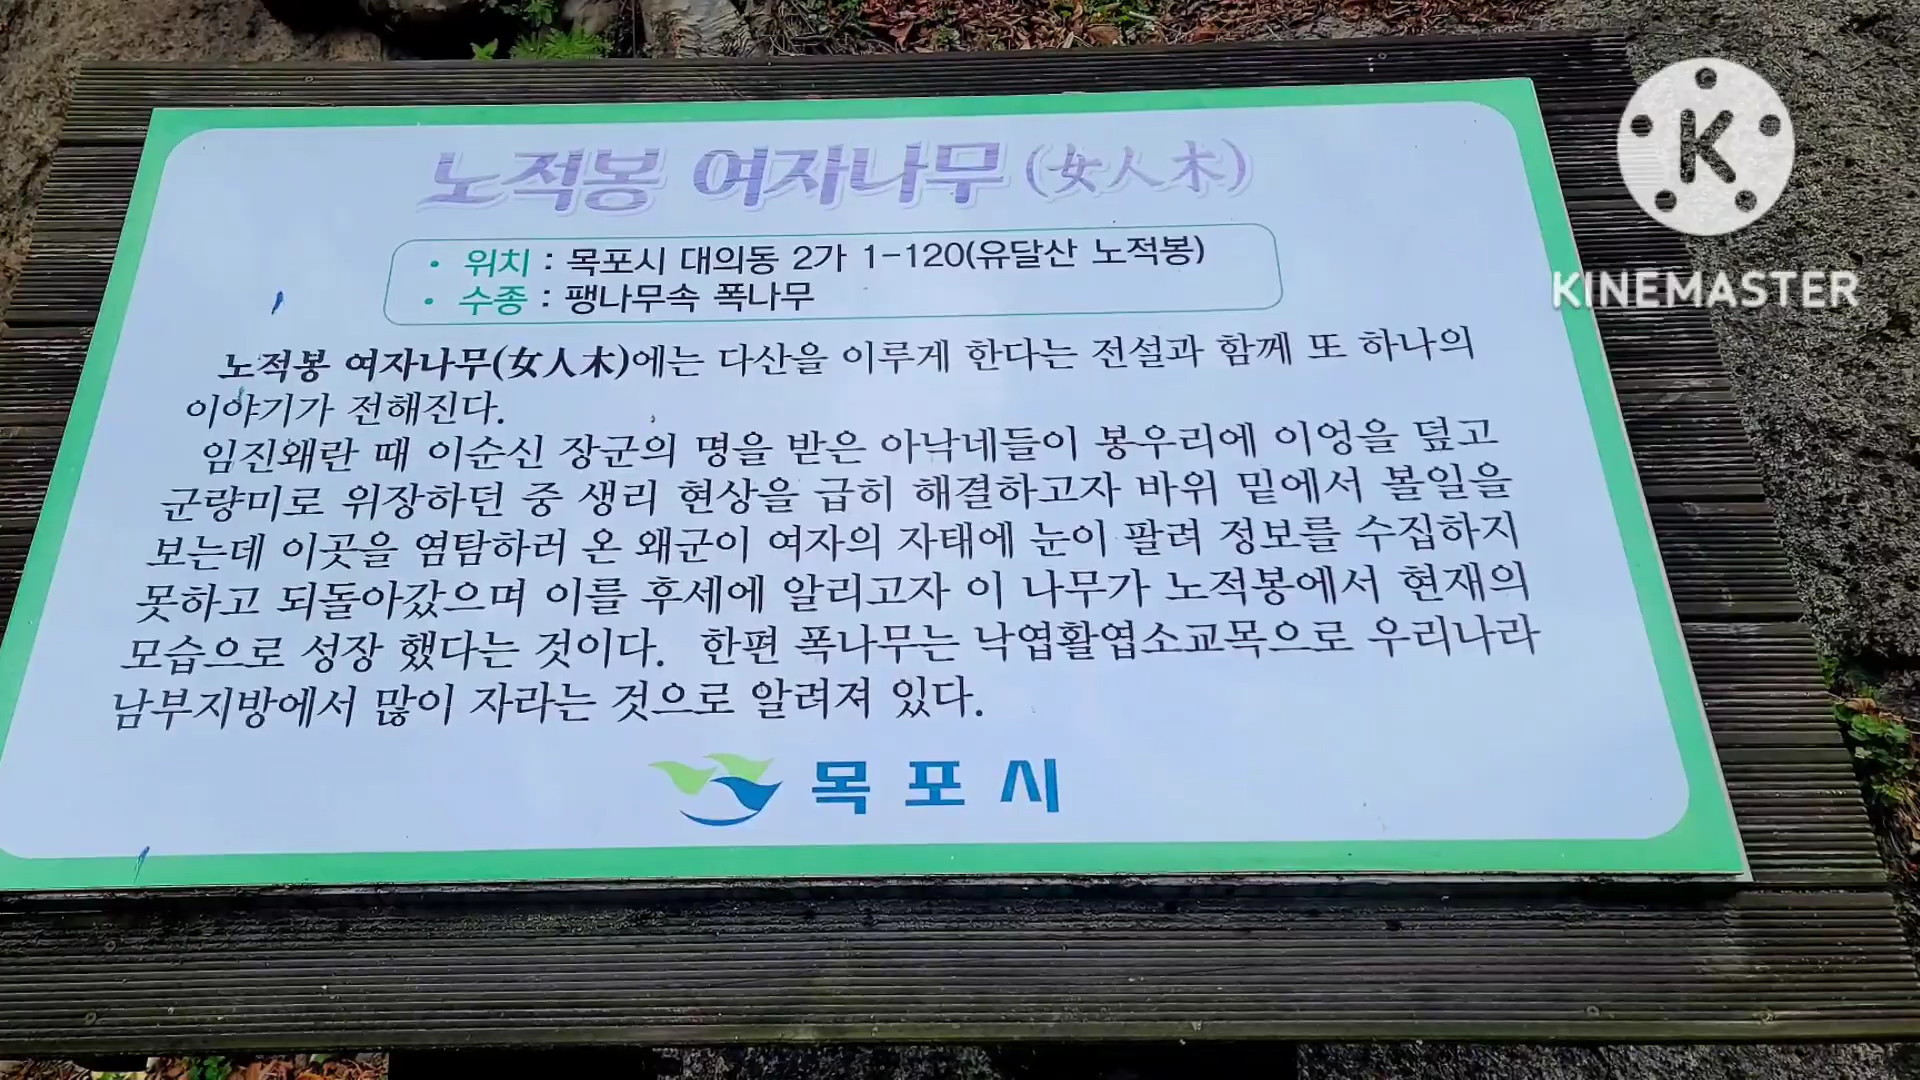 노적봉 여자나무(女人木)
• 위치 : 목포시 대의동 2가 1-120(유달산 노적봉)
• 수종 : 팽나무속 폭나무
노적봉 여자나무(女人木)에는 다산을 이루게 한다는 전설과 함께 또 하나의
이야기가 전해진다.
임진왜란 때 이순신 장군의 명을 받은 아낙네들이 봉우리에 이엉을 덮고
군량미로 위장하던 중 생리 현상을 급히 해결하고자 바위 밑에서 볼일을
보는데 이곳을 염탐하러 온 왜군이 여자의 자태에 눈이 팔려 정보를 수집하지
못하고 되돌아갔으며 이를 후세에 알리고자 이 나무가 노적봉에서 현재의
모습으로 성장 했다는 것이다. 한편 폭나무는 낙엽활엽소교목으로 우리나라
남부지방에서 많이 자라는 것으로 알려져 있다.
목포시
K
KINEMASTER